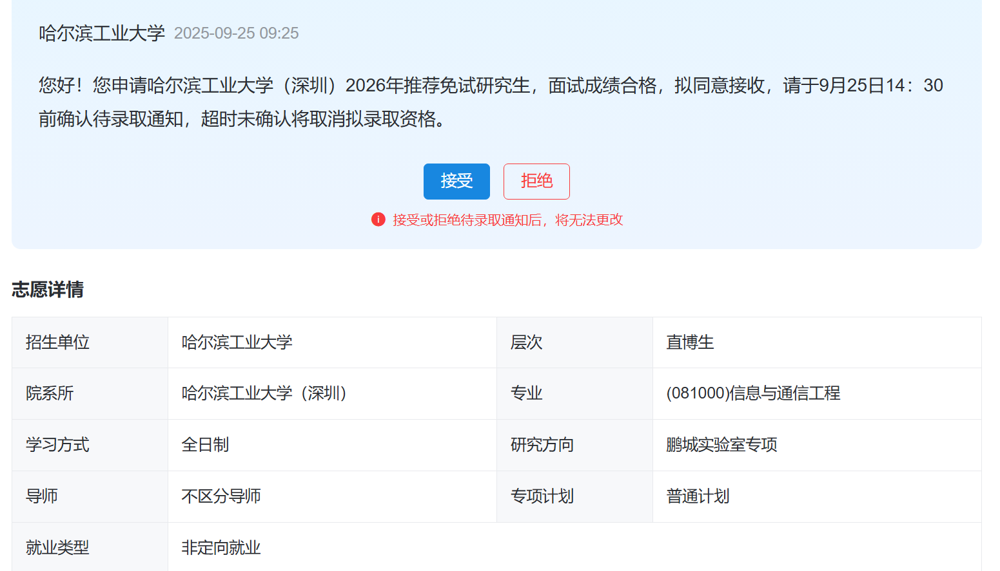 哈尔滨工业大学 2025-09-25 09:25
您好！您申请哈尔滨工业大学（深圳）2026年推荐免试研究生，面试成绩合格，拟同意接收，请于9月25日14：30
前确认待录取通知，超时未确认将取消拟录取资格。
接受 拒绝
接受或拒绝待录取通知后，将无法更改
志愿详情
招生单位 哈尔滨工业大学 层次 直博生
院系所 哈尔滨工业大学（深圳） 专业 (081000)信息与通信工程
学习方式 全日制 研究方向 鹏城实验室专项
导师 不区分导师 专项计划 普通计划
就业类型 非定向就业